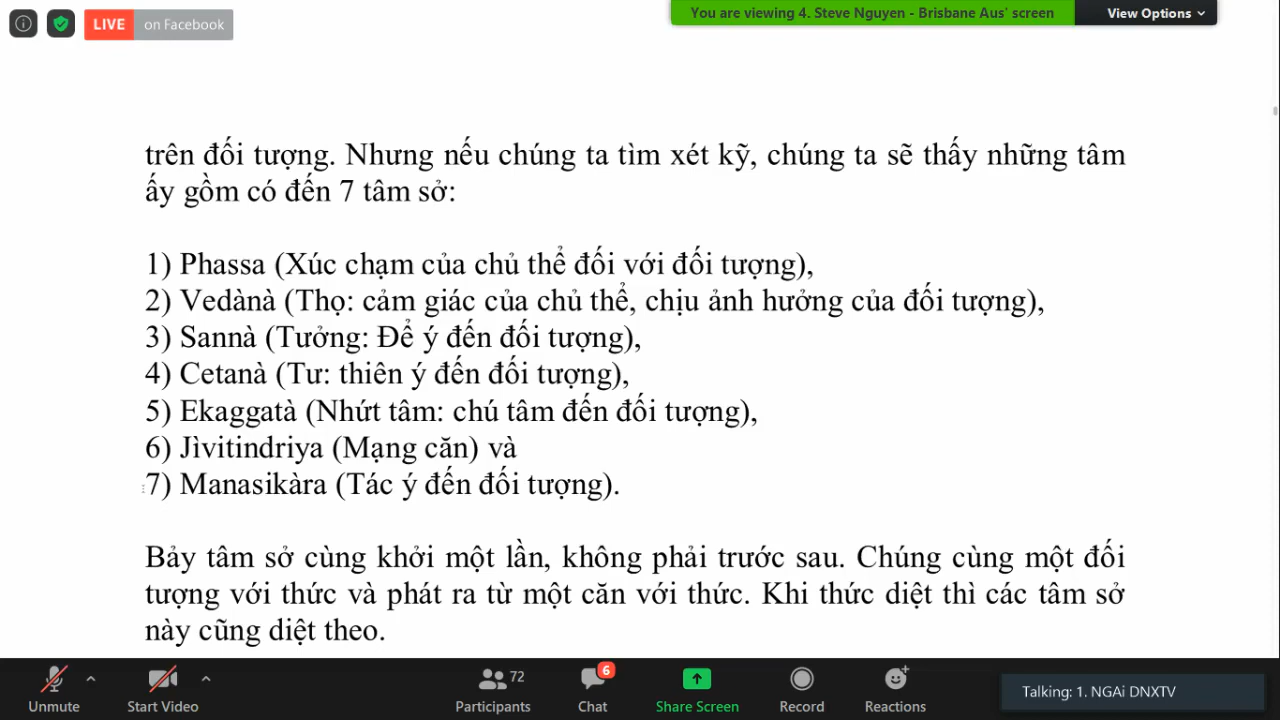 LIVE on Facebook
You are viewing 4. Steve Nguyen - Brisbane Aus' screen
View Options
trên đối tượng. Nhưng nếu chúng ta tìm xét kỹ, chúng ta sẽ thấy những tâm
ấy gồm có đến 7 tâm sở:
1) Phassa (Xúc chạm của chủ thể đối với đối tượng),
2) Vedànà (Thọ: cảm giác của chủ thể, chịu ảnh hưởng của đối tượng),
3) Sannà (Tưởng: Để ý đến đối tượng),
4) Cetanà (Tư: thiên ý đến đối tượng),
5) Ekaggatà (Nhứt tâm: chú tâm đến đối tượng),
6) Jìvitindriya (Mạng căn) và
7) Manasikàra (Tác ý đến đối tượng).
Bảy tâm sở cùng khởi một lần, không phải trước sau. Chúng cùng một đối
tượng với thức và phát ra từ một căn với thức. Khi thức diệt thì các tâm sở
này cũng diệt theo.
72
6
Unmute
Start Video
Participants
Chat
Share Screen
Record
Reactions
Talking: 1. NGAi DNXTV